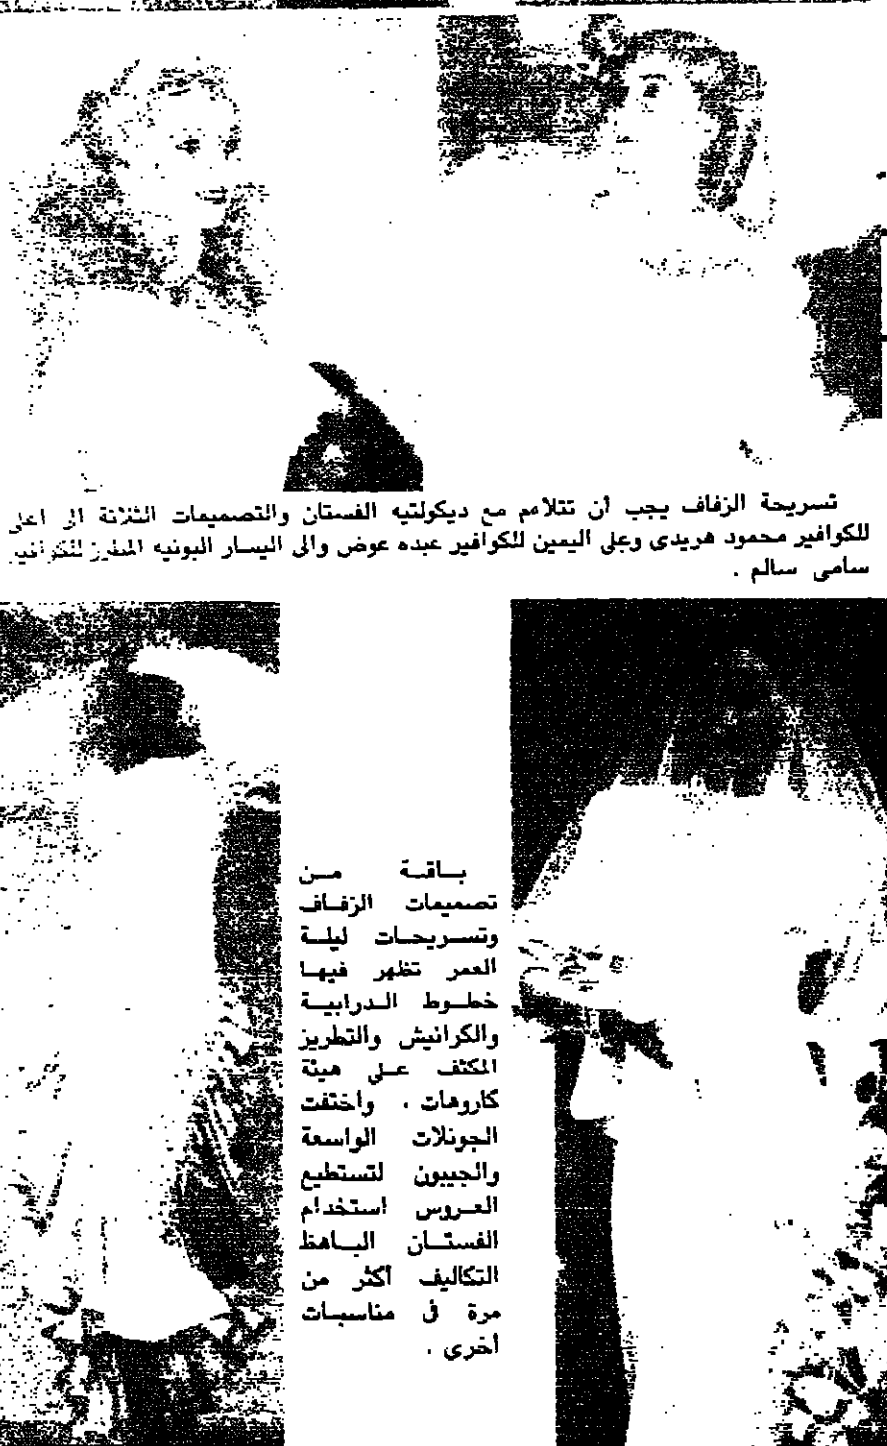 تسريحة الزفاف يجب أن تتلاءم مع ديكولتيه الفستان والتصميمات الثلاثة الى اعلى
للكوافير محمود هريدى وعلى اليمين للكوافير عبده عوض والى اليسار البونيه المطرز للكوافير
سامى سالم .
باقة من
تصميمات الزفاف
وتسريحات ليلة
العمر تظهر فيها
خطوط الدرابية
والكرانيش والتطريز
المكثف على هيئة
كاروهات ، واختفت
الجونلات الواسعة
والجيبون لتستطيع
العروس استخدام
الفستان الباهظ
التكاليف أكثر من
مرة فى مناسبات
أخرى .